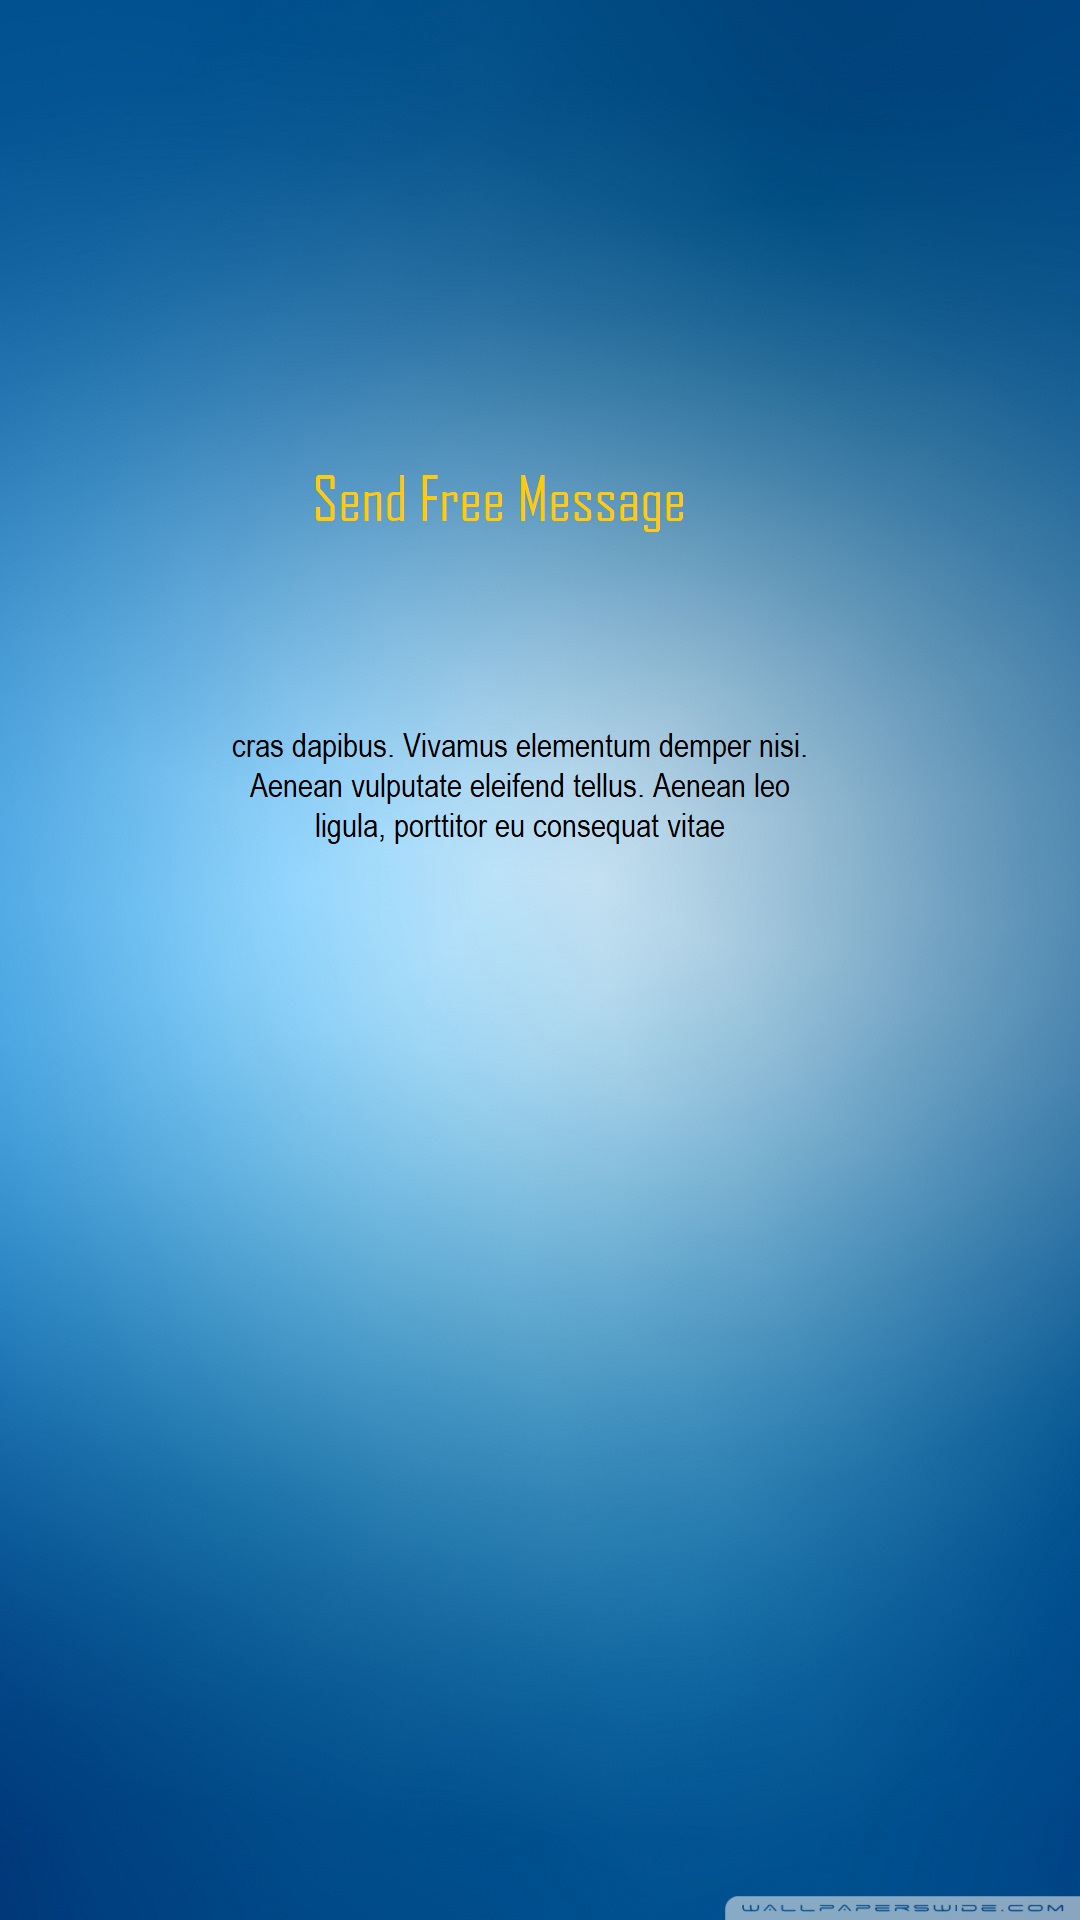 Send Free Message
cras dapibus. Vivamus elementum demper nisi.
Aenean vulputate eleifend tellus. Aenean leo
ligula, porttitor eu consequat vitae
WALLPAPERSWIDE.COM